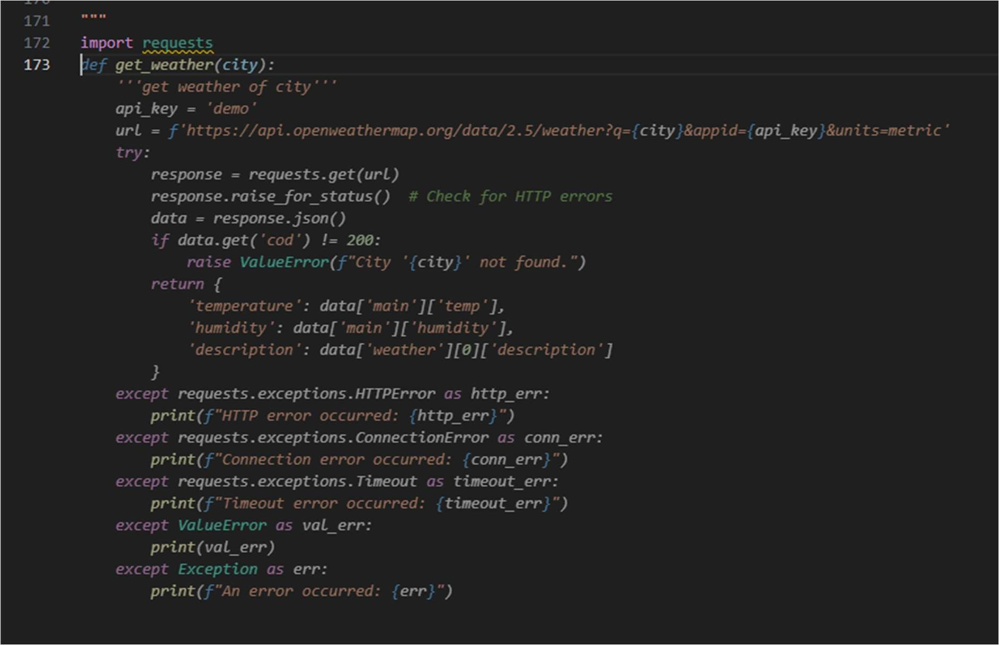 171 """
172 import requests
173 def get_weather(city):
'''get weather of city'''
api_key = 'demo'
url = f'https://api.openweathermap.org/data/2.5/weather?q={city}&appid={api_key}&units=metric'
try:
response = requests.get(url)
response.raise_for_status()  # Check for HTTP errors
data = response.json()
if data.get('cod') != 200:
raise ValueError(f"City '{city}' not found.")
return {
'temperature': data['main']['temp'],
'humidity': data['main']['humidity'],
'description': data['weather'][0]['description']
}
except requests.exceptions.HTTPError as http_err:
print(f"HTTP error occurred: {http_err}")
except requests.exceptions.ConnectionError as conn_err:
print(f"Connection error occurred: {conn_err}")
except requests.exceptions.Timeout as timeout_err:
print(f"Timeout error occurred: {timeout_err}")
except ValueError as val_err:
print(val_err)
except Exception as err:
print(f"An error occurred: {err}")